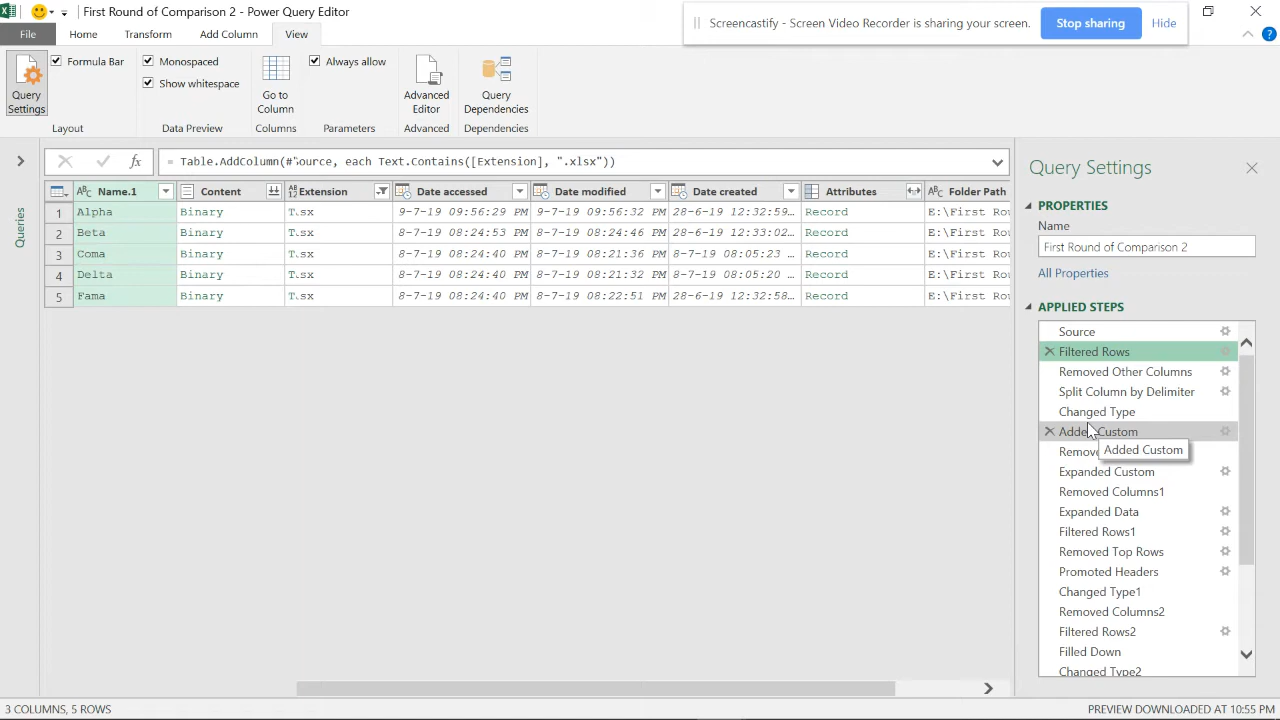 First Round of Comparison 2 - Power Query Editor
Screencastify - Screen Video Recorder is sharing your screen. Stop sharing Hide
File Home Transform Add Column View
Query Settings
Formula Bar
Monospaced
Show whitespace
Go to Column
Always allow
Advanced Editor
Query Dependencies
Layout Data Preview Columns Parameters Advanced Dependencies
fx = Table.AddColumn(#"ource, each Text.Contains([Extension], ".xlsx"))
Queries
Name.1 Content Extension Date accessed Date modified Date created Attributes Folder Path
1 Alpha Binary T.sx 9-7-19 09:56:29 PM 9-7-19 09:56:32 PM 28-6-19 12:32:59... Record E:\First Rou
2 Beta Binary T.sx 8-7-19 08:24:53 PM 8-7-19 08:24:46 PM 28-6-19 12:33:02... Record E:\First Rou
3 Coma Binary T.sx 8-7-19 08:24:40 PM 8-7-19 08:21:36 PM 28-6-19 08:05:23 PM Record E:\First Rou
4 Delta Binary T.sx 8-7-19 08:24:40 PM 8-7-19 08:21:32 PM 28-6-19 08:05:20 PM Record E:\First Rou
5 Fama Binary T.sx 8-7-19 08:24:40 PM 8-7-19 08:22:51 PM 28-6-19 12:32:58... Record E:\First Rou
Query Settings
PROPERTIES
Name
First Round of Comparison 2
All Properties
APPLIED STEPS
Source
Filtered Rows
Removed Other Columns
Split Column by Delimiter
Changed Type
Added Custom
Added Custom
Remove
Expanded Custom
Removed Columns1
Expanded Data
Filtered Rows1
Removed Top Rows
Promoted Headers
Changed Type1
Removed Columns2
Filtered Rows2
Filled Down
Changed Type2
3 COLUMNS, 5 ROWS
PREVIEW DOWNLOADED AT 10:55 PM